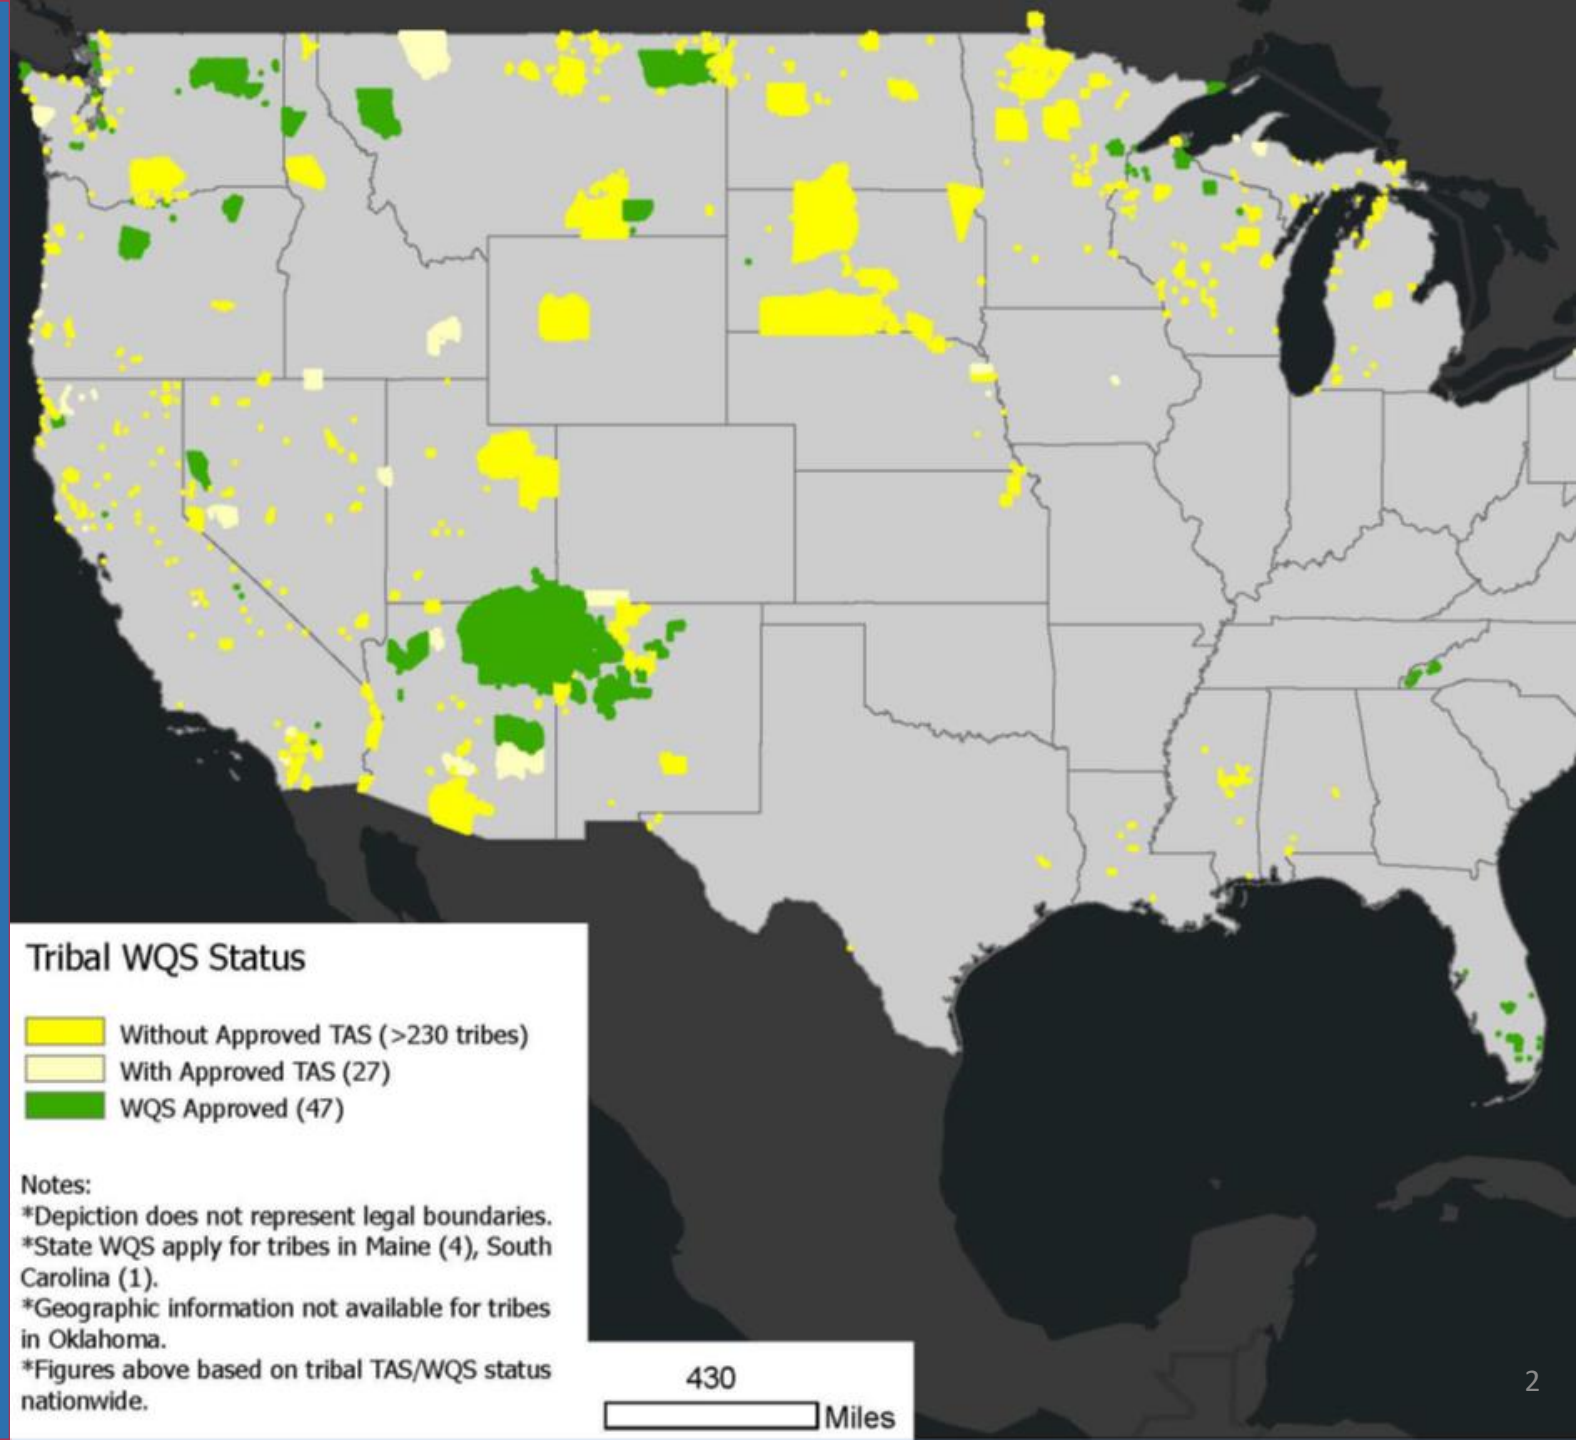 Tribal WQS Status
Without Approved TAS (>230 tribes)
With Approved TAS (27)
WQS Approved (47)
Notes:
*Depiction does not represent legal boundaries.
*State WQS apply for tribes in Maine (4), South
Carolina (1).
*Geographic information not available for tribes
in Oklahoma.
*Figures above based on tribal TAS/WQS status
nationwide.
430
Miles
2